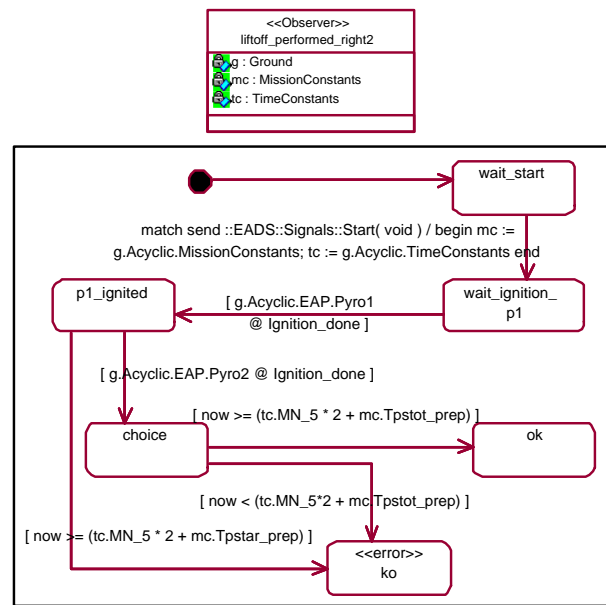 <<Observer>>
liftoff_performed_right2
g : Ground
mc : MissionConstants
tc : TimeConstants
wait_start
match send ::EADS::Signals::Start( void ) / begin mc :=
g.Acyclic.MissionConstants; tc := g.Acyclic.TimeConstants end
p1_ignited
[ g.Acyclic.EAP.Pyro1
@ Ignition_done ]
wait_ignition_
p1
[ g.Acyclic.EAP.Pyro2 @ Ignition_done ]
[ now >= (tc.MN_5 * 2 + mc.Tpstot_prep) ]
choice
ok
[ now < (tc.MN_5*2 + mc.Tpstot_prep) ]
[ now >= (tc.MN_5 * 2 + mc.Tpstar_prep) ]
<<error>>
ko